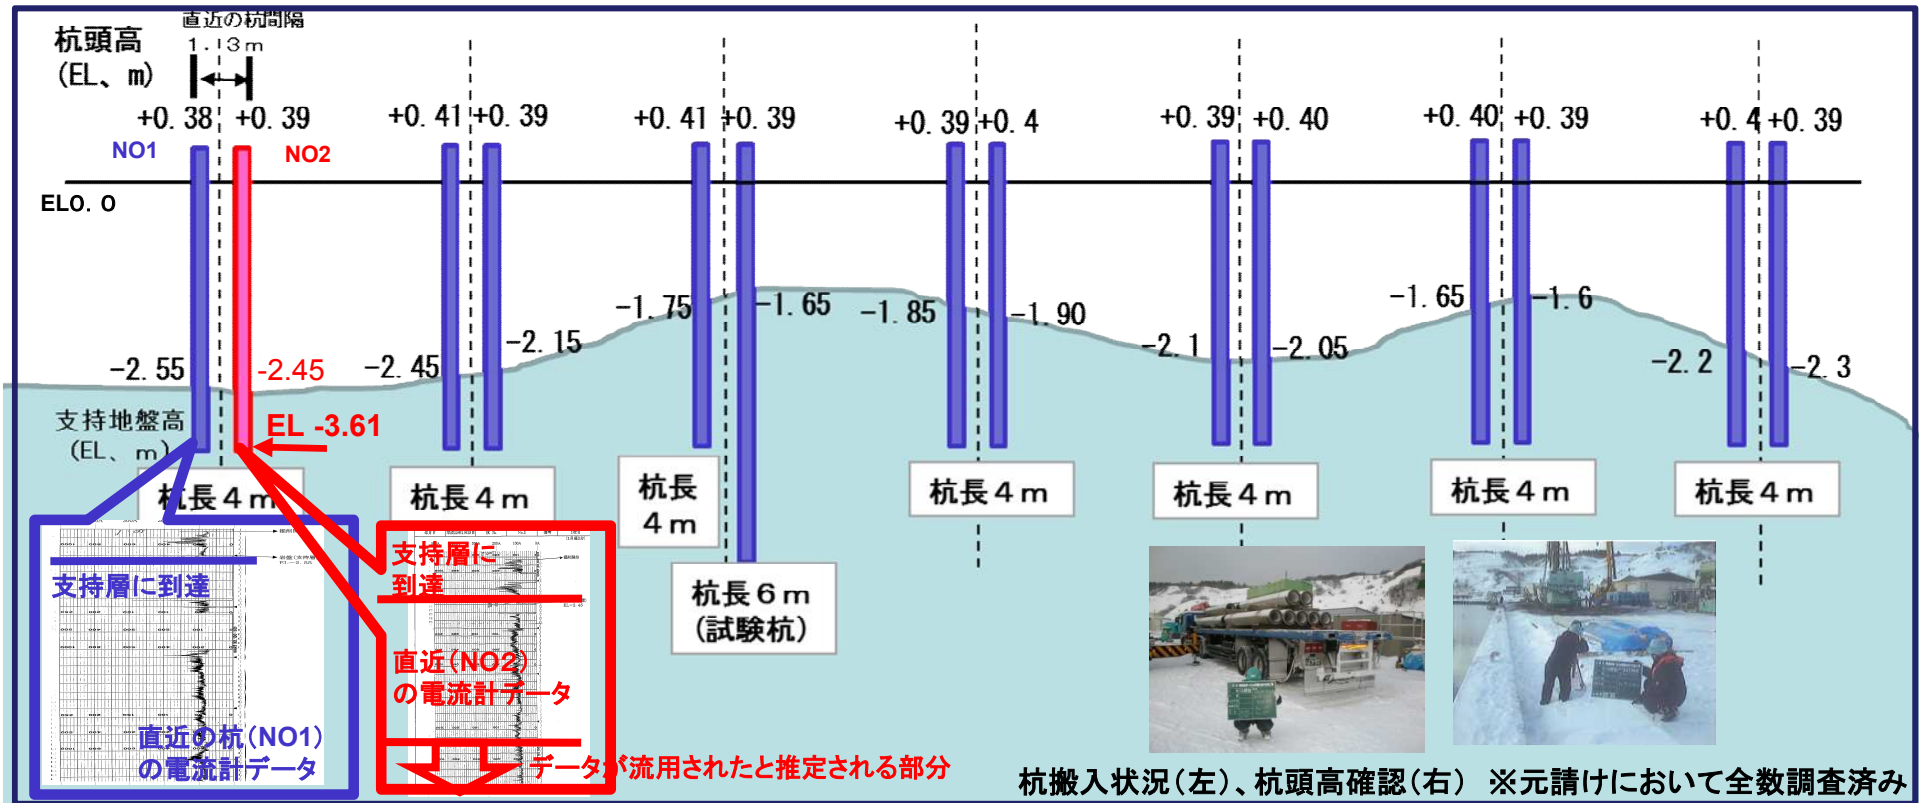 直近の杭間隔
1.3m
杭頭高
(EL、m)
+0.38 +0.39
+0.41 +0.39
+0.41 +0.39
+0.39 +0.4
+0.39 +0.40
+0.40 +0.39
+0.4 +0.39
NO1
NO2
EL0.0
-2.55
-2.45
-2.45
-2.15
-1.75
-1.65
-1.85
-1.90
-2.1
-2.05
-1.65
-1.6
-2.2
-2.3
支持地盤高
(EL、m)
EL -3.61
杭長4m
杭長4m
杭長
4m
杭長6m
(試験杭)
杭長4m
杭長4m
杭長4m
杭長4m
支持層に到達
直近の杭(NO1)
の電流計データ
支持層に
到達
直近(NO2)
の電流計データ
データが流用されたと推定される部分
杭搬入状況(左)、杭頭高確認(右) ※元請けにおいて全数調査済み